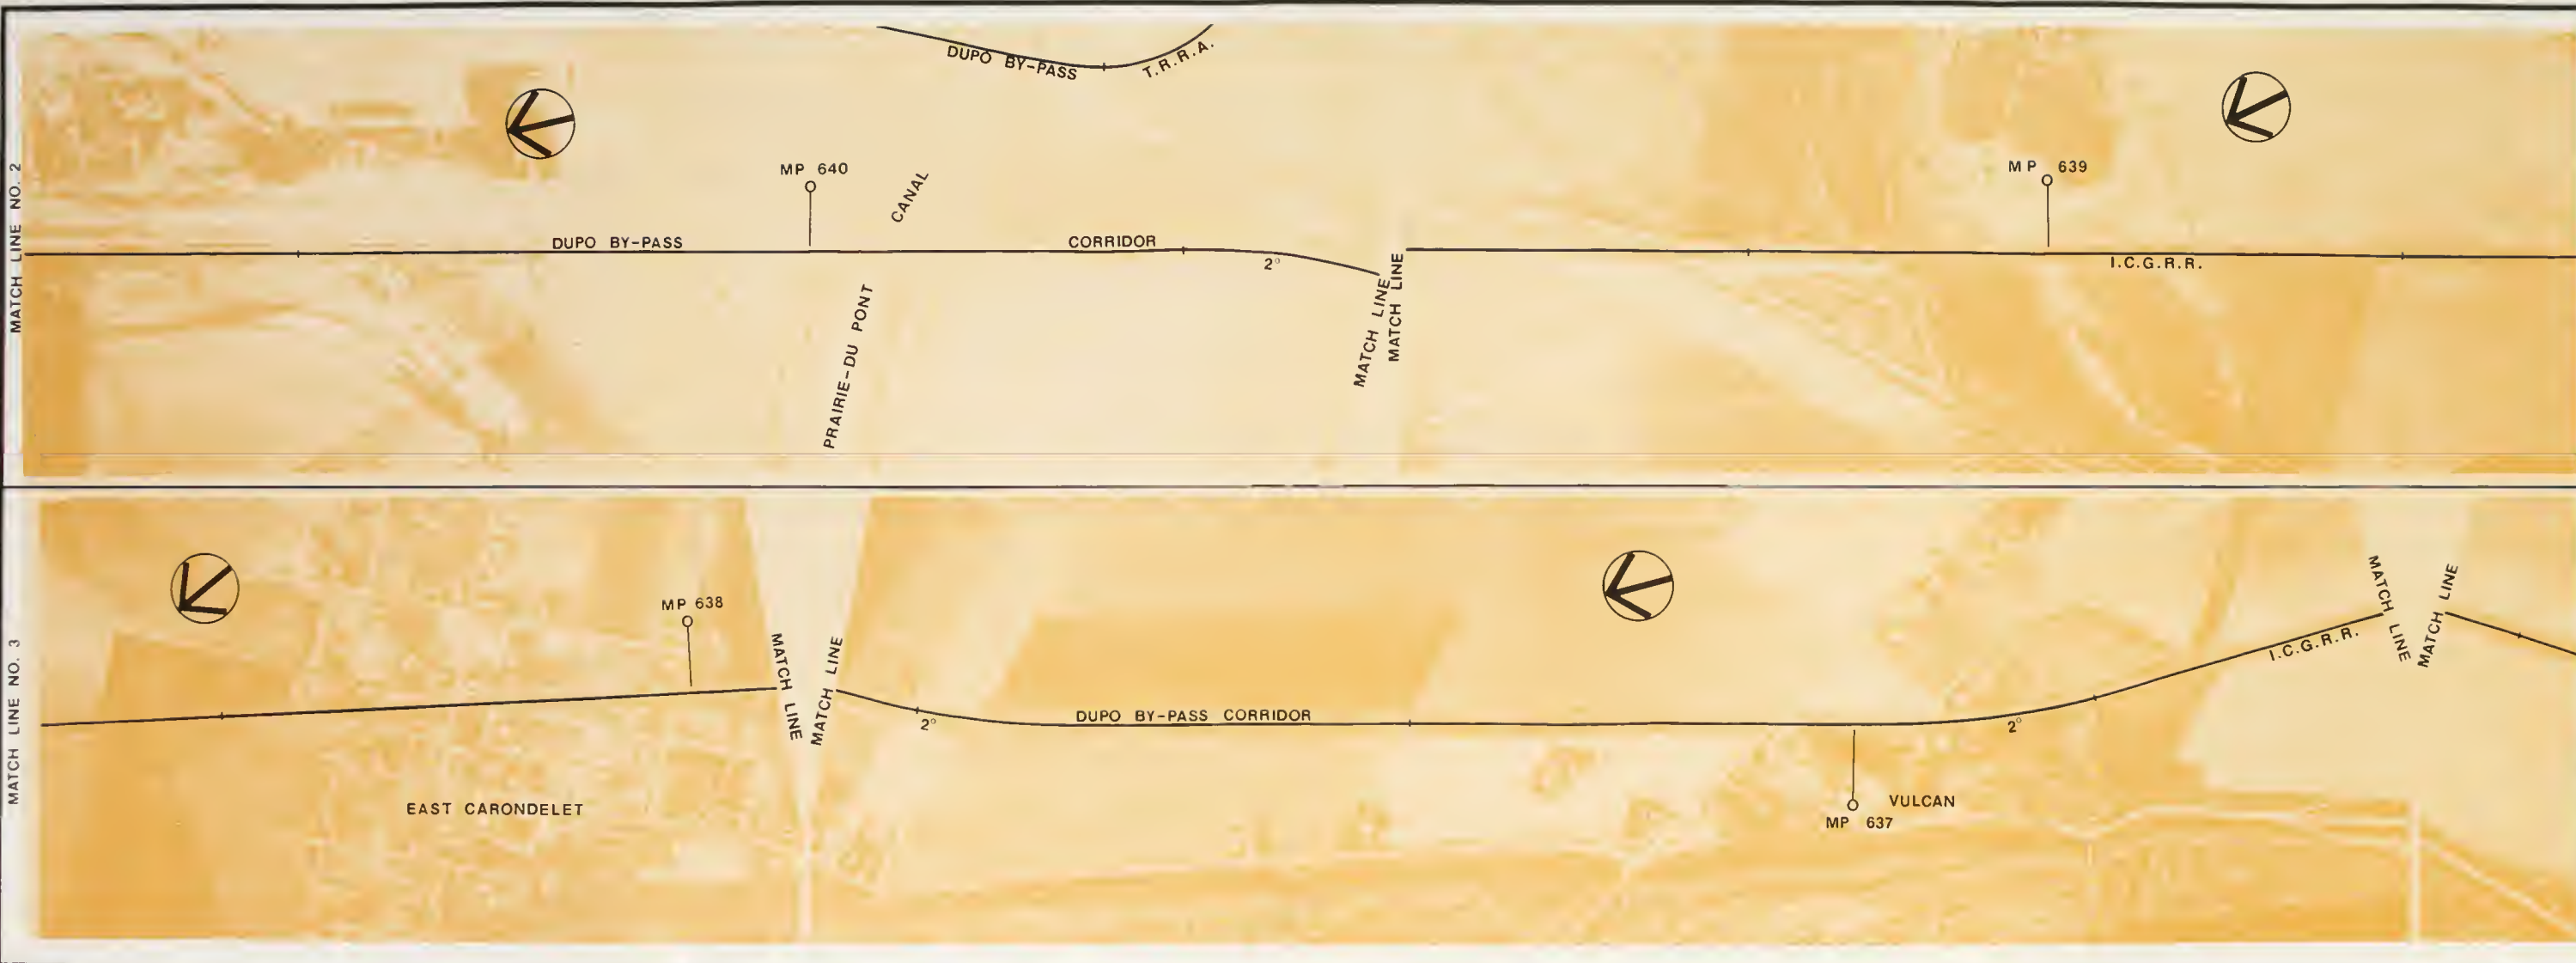 DUPO BY-PASS
T.R.R.A.
MATCH LINE NO. 2
MP 640
CANAL
MP 639
DUPO BY-PASS CORRIDOR
2°
I.C.G.R.R.
PRAIRIE-DU PONT
MATCH LINE
MATCH LINE
MATCH LINE NO. 3
MP 638
MATCH LINE
MATCH LINE
2°
DUPO BY-PASS CORRIDOR
2°
I.C.G.R.R.
MATCH LINE
MATCH LINE
EAST CARONDELET
VULCAN
MP 637